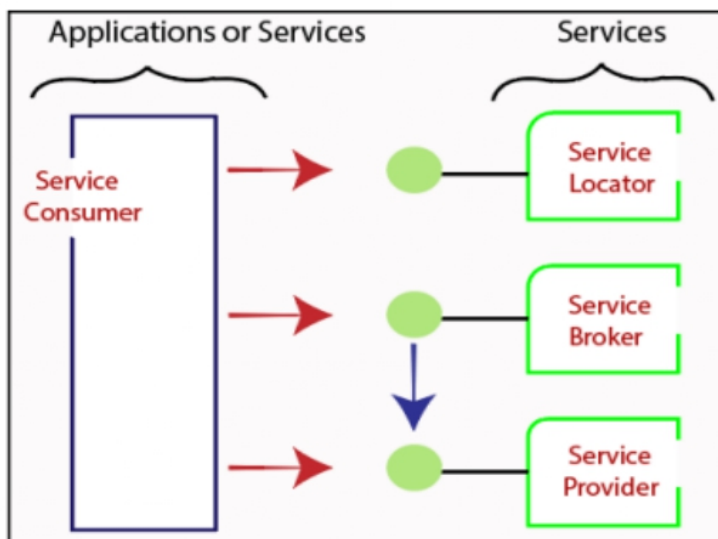 Applications or Services
Services
Service
Consumer
Service
Locator
Service
Broker
Service
Provider